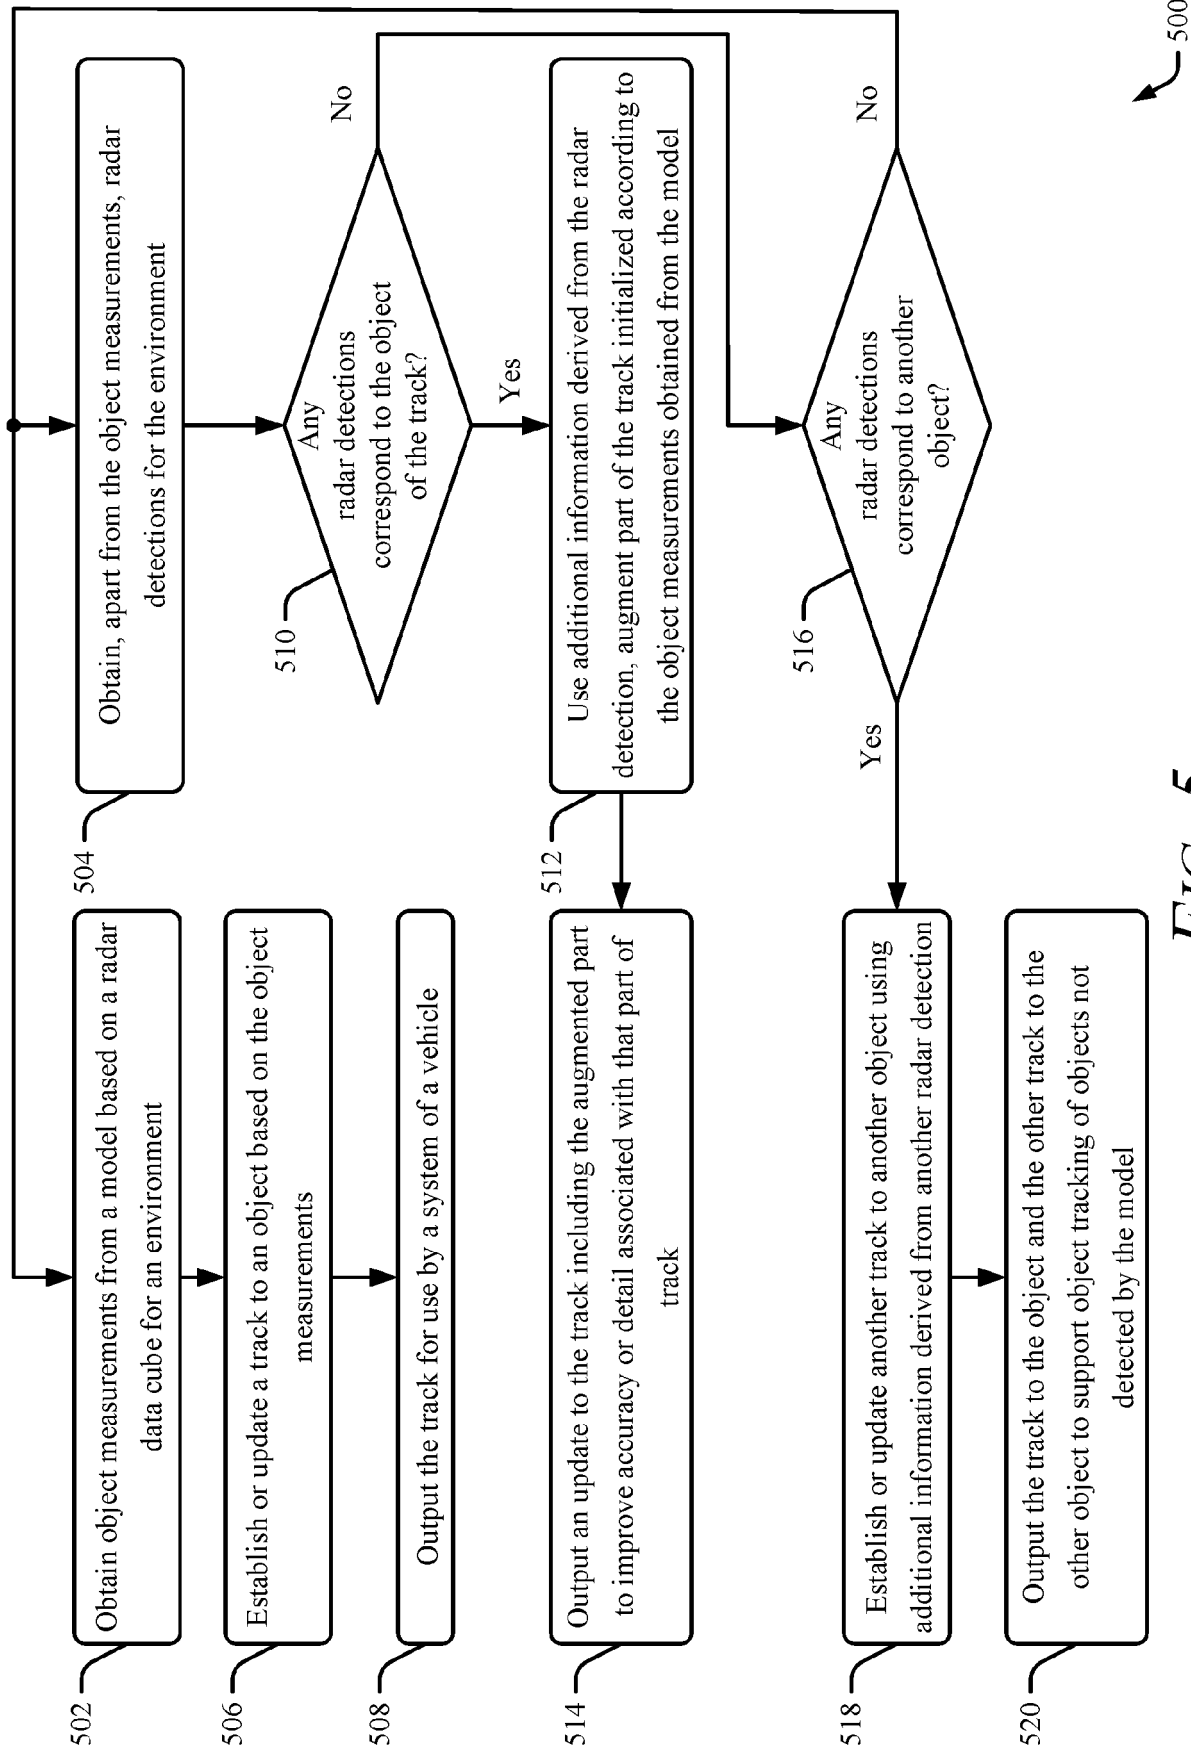 500
502
Obtain object measurements from a model based on a radar
data cube for an environment
504
Obtain, apart from the object measurements, radar
detections for the environment
506
Establish or update a track to an object based on the object
measurements
508
Output the track for use by a system of a vehicle
510
Any
radar detections
correspond to the object
of the track?
No
Yes
512
Use additional information derived from the radar
detection, augment part of the track initialized according to
the object measurements obtained from the model
514
Output an update to the track including the augmented part
to improve accuracy or detail associated with that part of
track
516
Any
radar detections
correspond to another
object?
No
Yes
518
Establish or update another track to another object using
additional information derived from another radar detection
520
Output the track to the object and the other track to the
other object to support object tracking of objects not
detected by the model
FIG. 5